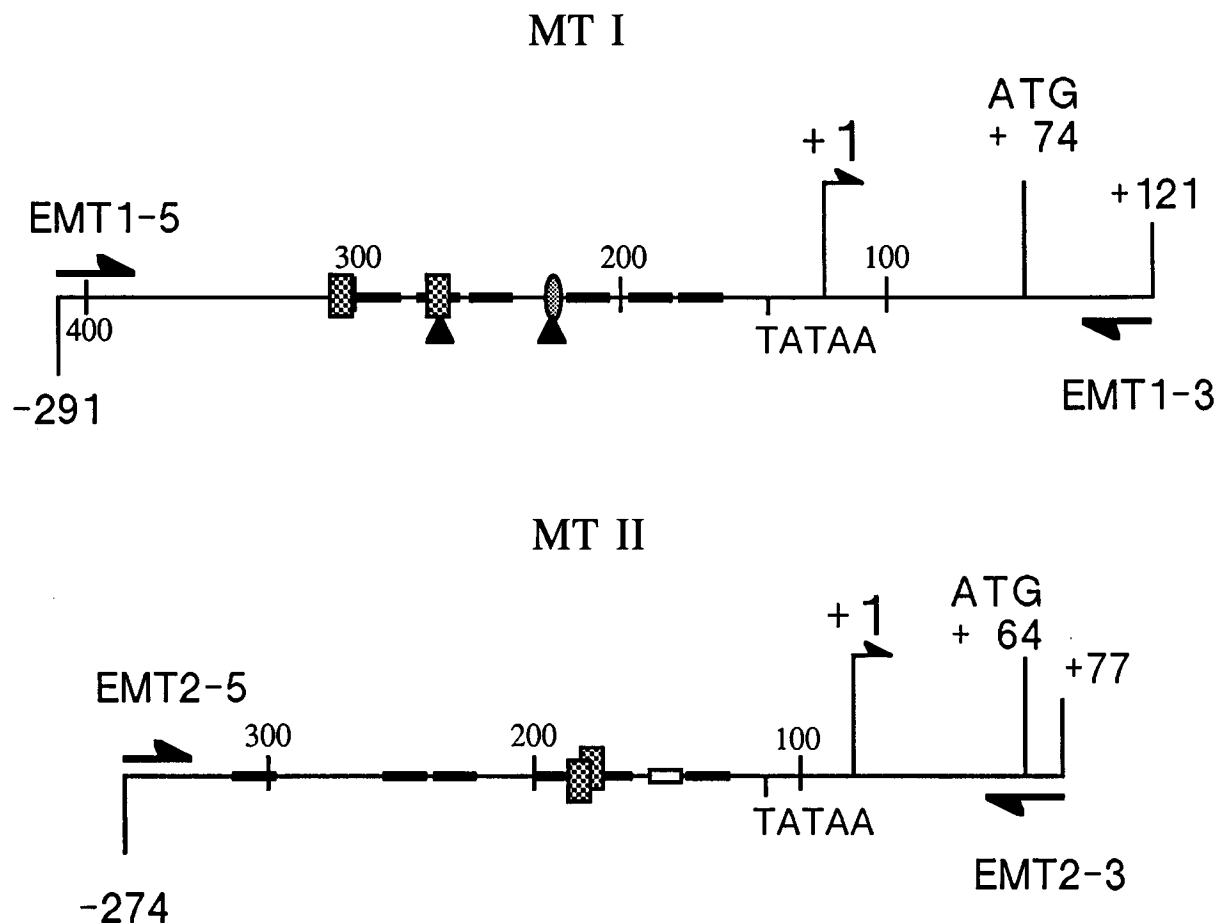 MT I
ATG
+ 74
+ 1
+121
EMT1-5
300
200
100
400
TATAA
-291
EMT1-3
MT II
ATG
+ 64
+ 1
+77
EMT2-5
300
200
100
TATAA
EMT2-3
-274